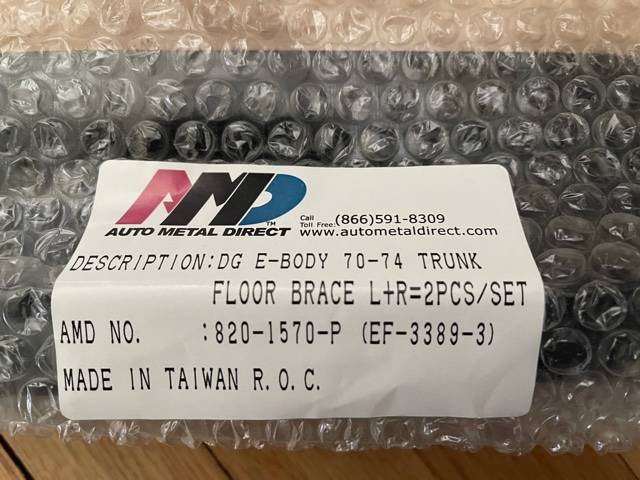 AMD™
AUTO METAL DIRECT
Call Toll Free: (866)591-8309
www.autometaldirect.com
DESCRIPTION:DG E-BODY 70-74 TRUNK
FLOOR BRACE L+R=2PCS/SET
AMD NO. :820-1570-P (EF-3389-3)
MADE IN TAIWAN R.O.C.